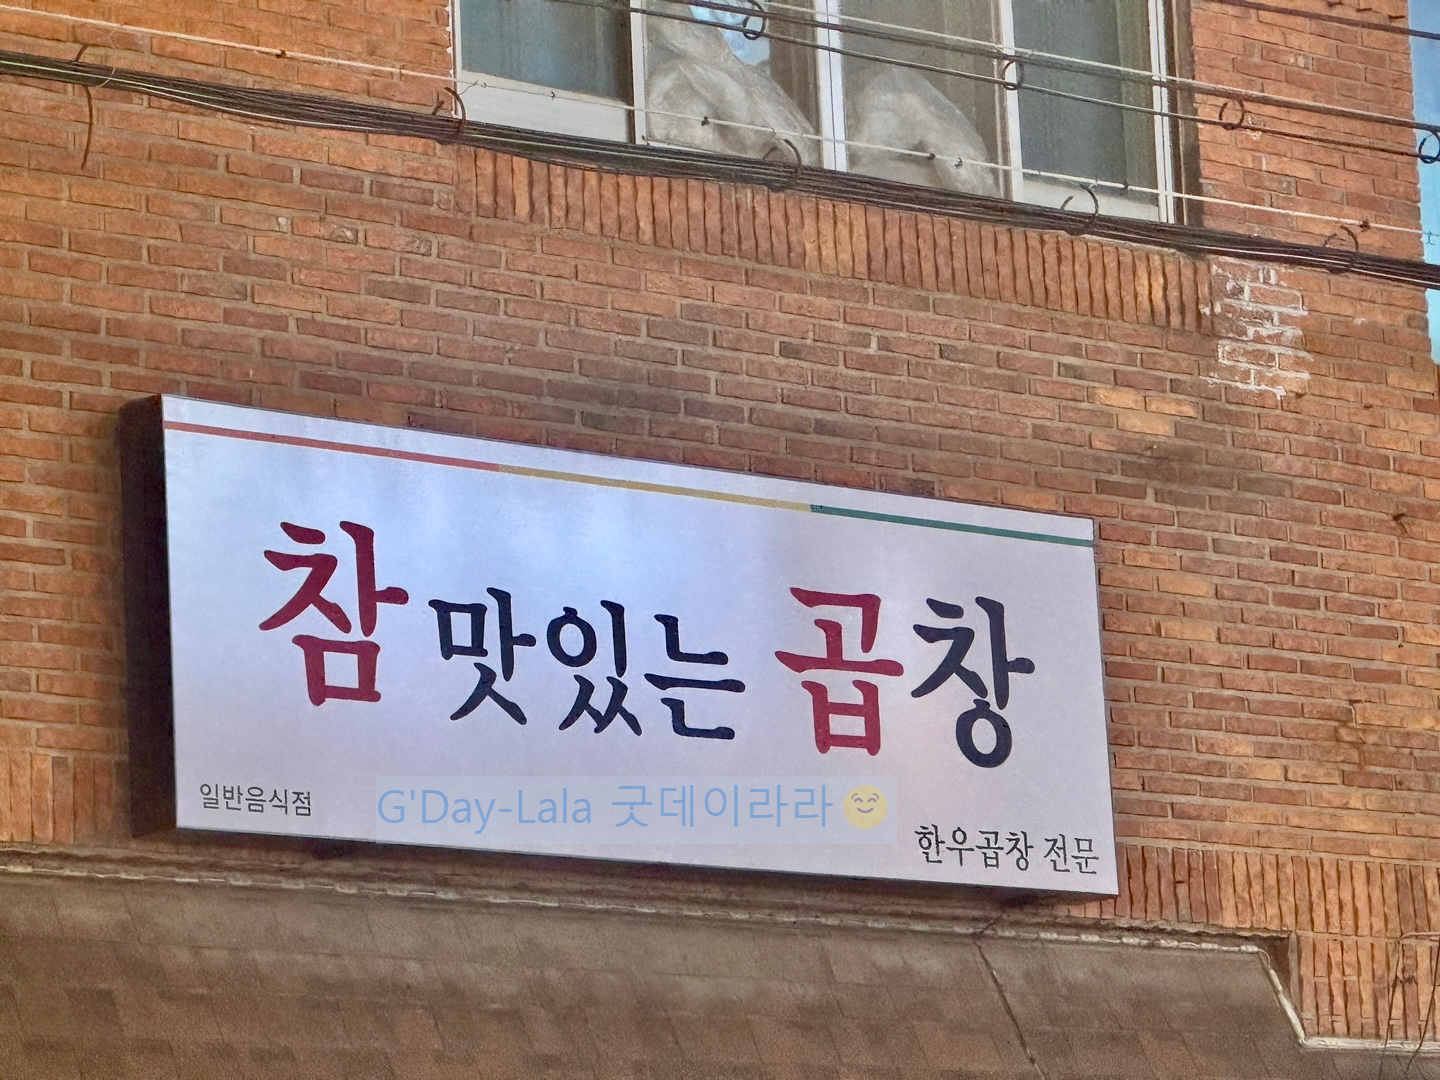 참 맛있는 곱창
일반음식점
G'Day-Lala 굿데이라라😊
한우곱창 전문